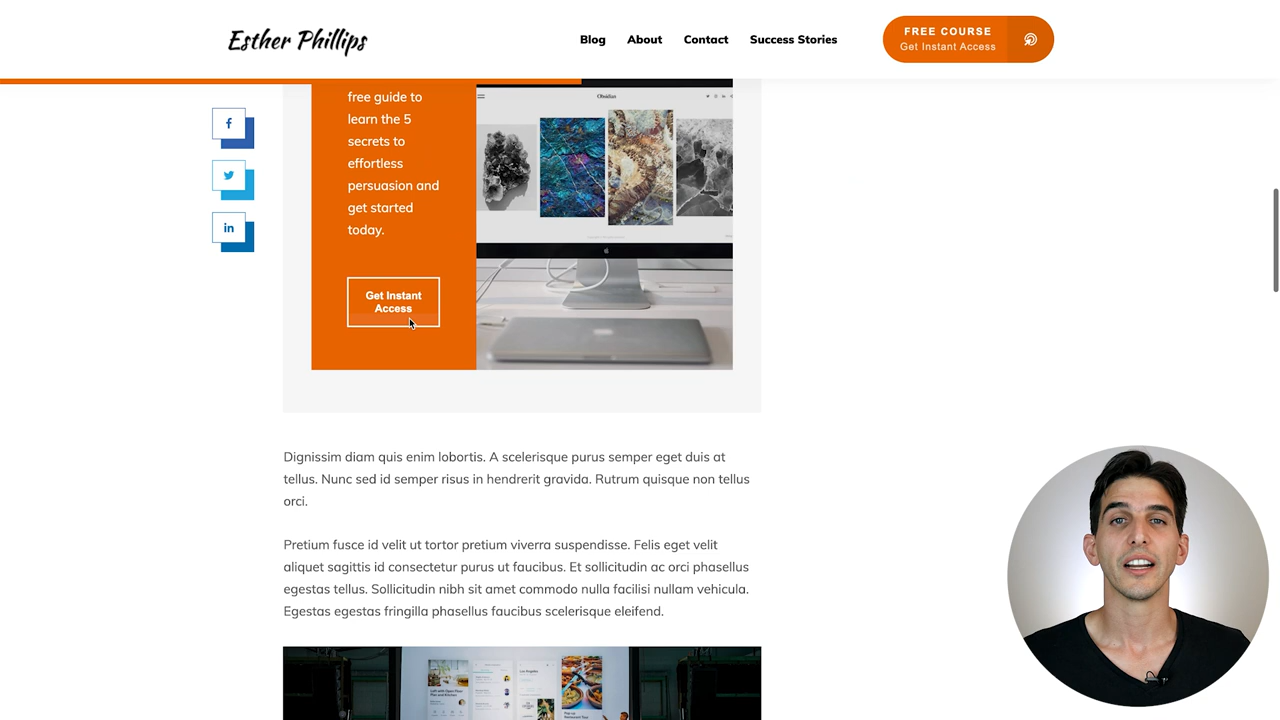 Esther Phillips
Blog
About
Contact
Success Stories
FREE COURSE
Get Instant Access
free guide to
learn the 5
secrets to
effortless
persuasion and
get started
today.
Obsidian
Get Instant
Access
Dignissim diam quis enim lobortis. A scelerisque purus semper eget duis at
tellus. Nunc sed id semper risus in hendrerit gravida. Rutrum quisque non tellus
orci.
Pretium fusce id velit ut tortor pretium viverra suspendisse. Felis eget velit
aliquet sagittis id consectetur purus ut faucibus. Et sollicitudin ac orci phasellus
egestas tellus. Sollicitudin nibh sit amet commodo nulla facilisi nullam vehicula.
Egestas egestas fringilla phasellus faucibus scelerisque eleifend.